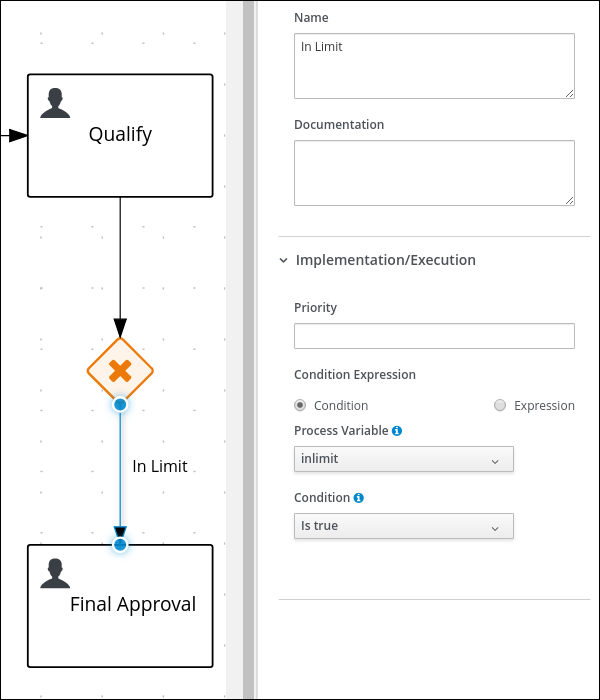 Qualify
In Limit
Final Approval
Name
In Limit
Documentation
Implementation/Execution
Priority
Condition Expression
Condition
Expression
Process Variable
inlimit
Condition
Is true